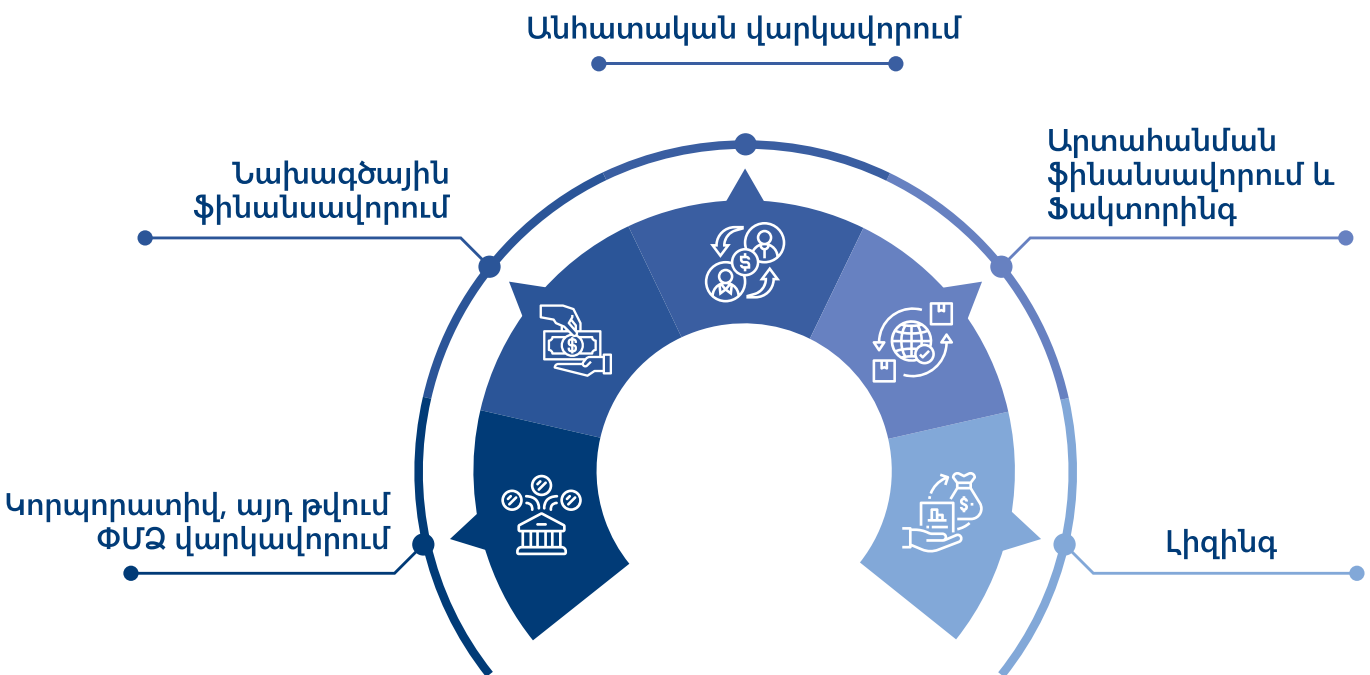 Անհատական վարկավորում
Նախագծային
ֆինանսավորում
Արտահանման
ֆինանսավորում և
Ֆակտորինգ
Կորպորատիվ, այդ թվում
ՓՄՁ վարկավորում
Լիզինգ